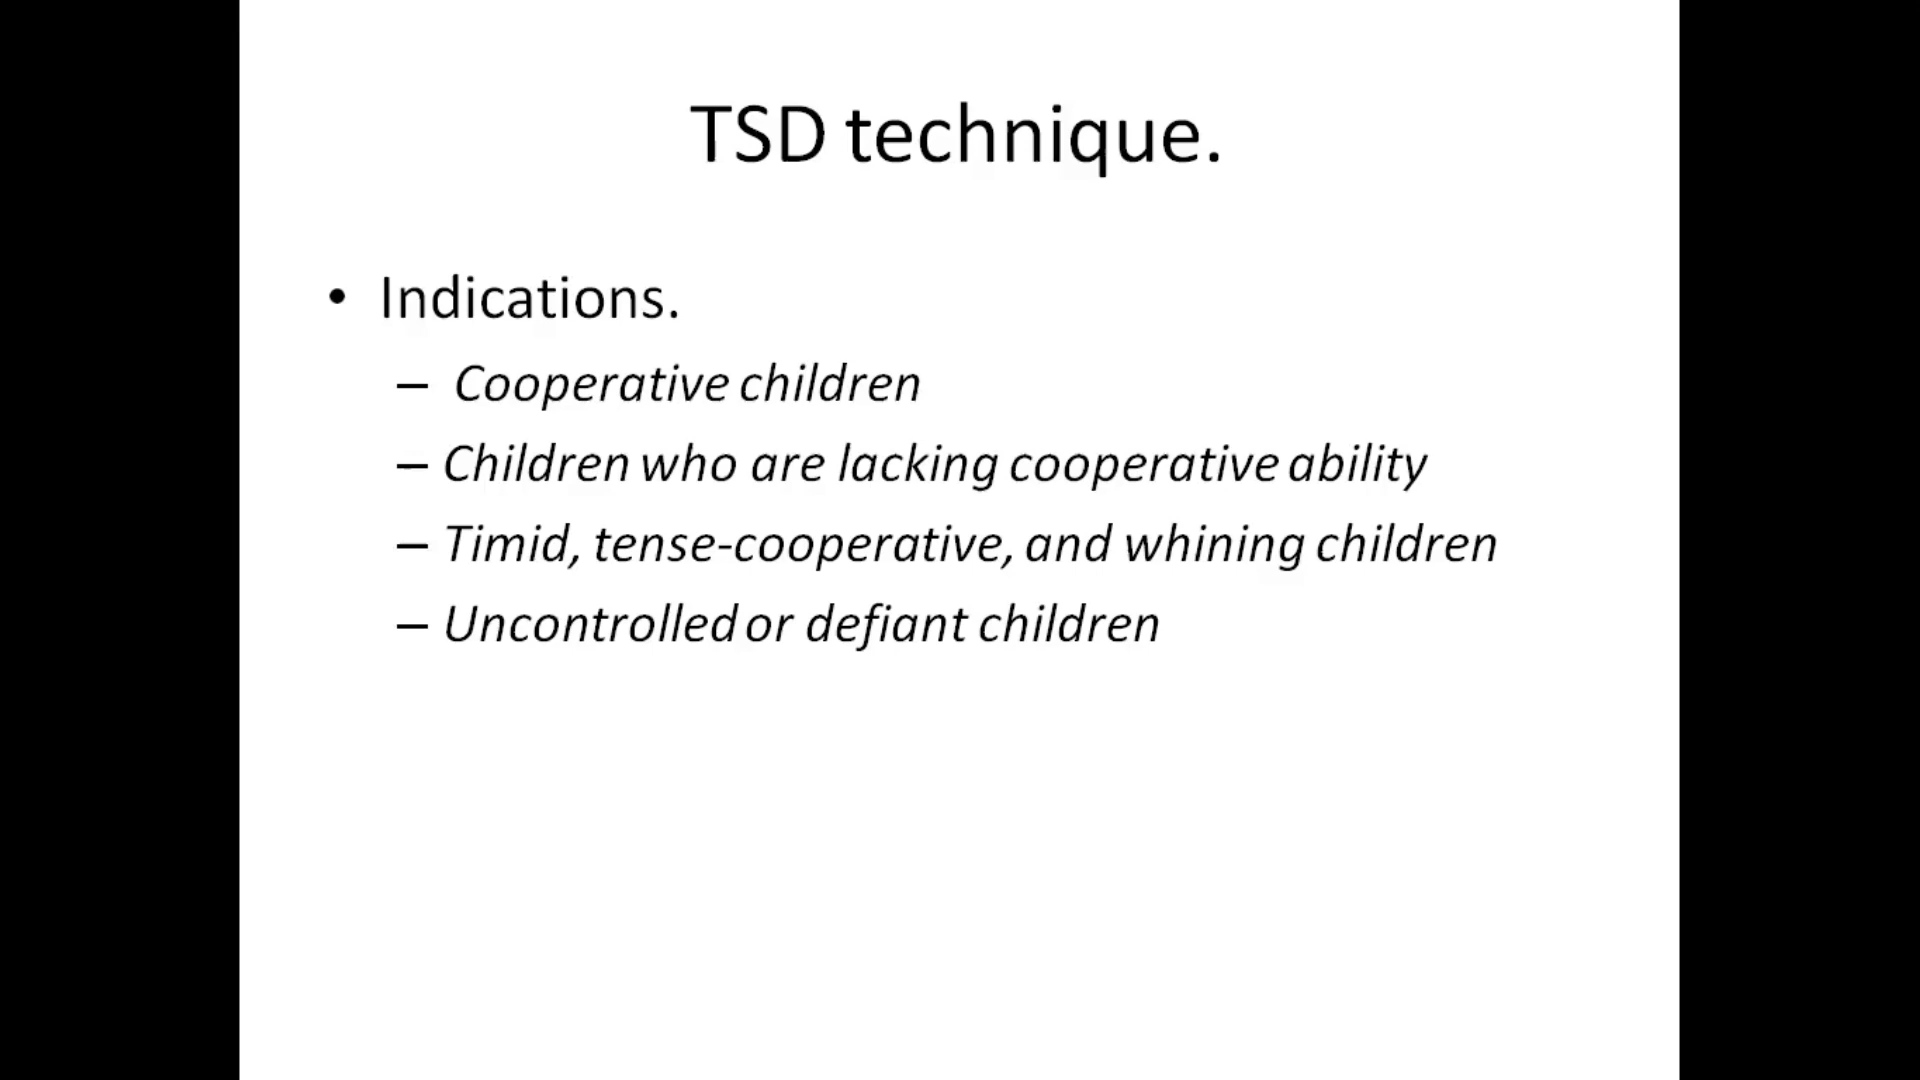 TSD technique.
• Indications.
– Cooperative children
– Children who are lacking cooperative ability
– Timid, tense-cooperative, and whining children
– Uncontrolled or defiant children